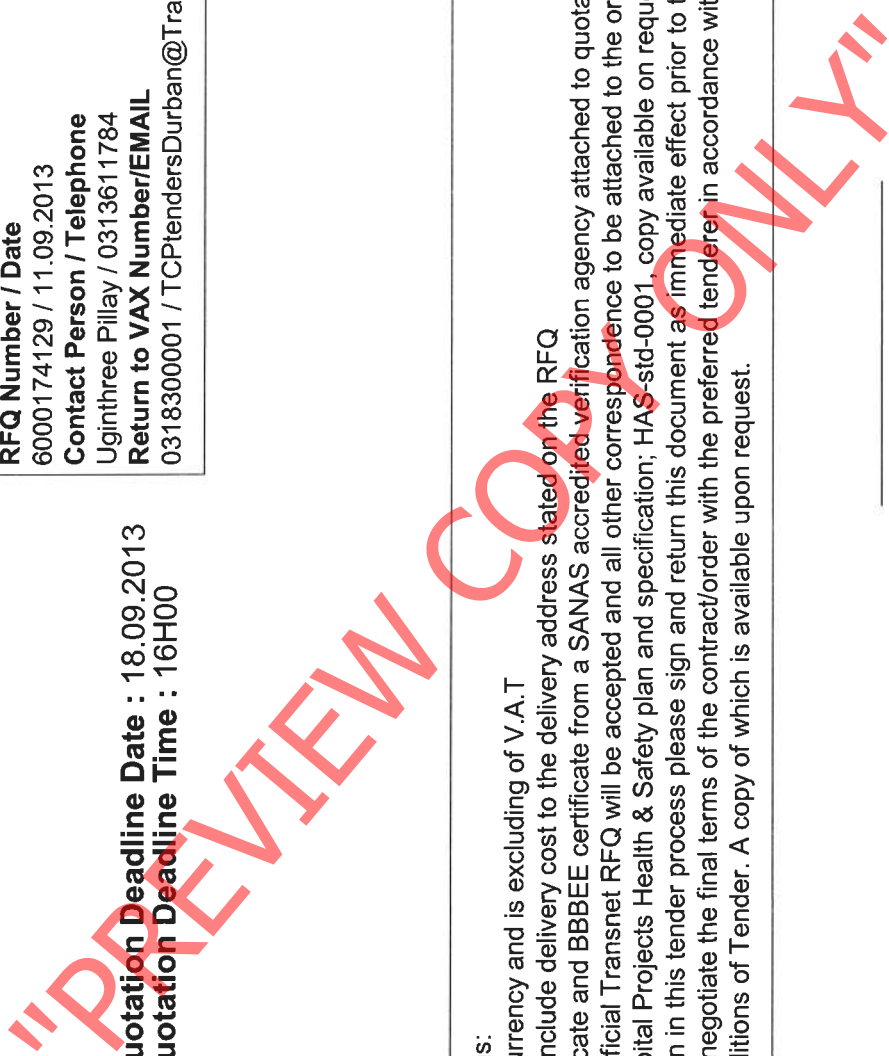 RFQ Number / Date
6000174129 / 11.09.2013
Contact Person / Telephone
Uginthree Pillay / 0313611784
Return to VAX Number/EMAIL
0318300001 / TCPtendersDurban@Tra
uotation Deadline Date : 18.09.2013
uotation Deadline Time : 16H00
s:
urrency and is excluding of V.A.T
nclude delivery cost to the delivery address stated on the RFQ
cate and BBBEE certificate from a SANAS accredited verification agency attached to quota
ficial Transnet RFQ will be accepted and all other correspondence to be attached to the or
pital Projects Health & Safety plan and specification; HAS-std-0001, copy available on requ
n in this tender process please sign and return this document as immediate effect prior to t
negotiate the final terms of the contract/order with the preferred tenderer in accordance wit
ditions of Tender. A copy of which is available upon request.
"PREVIEW COPY ONLY"